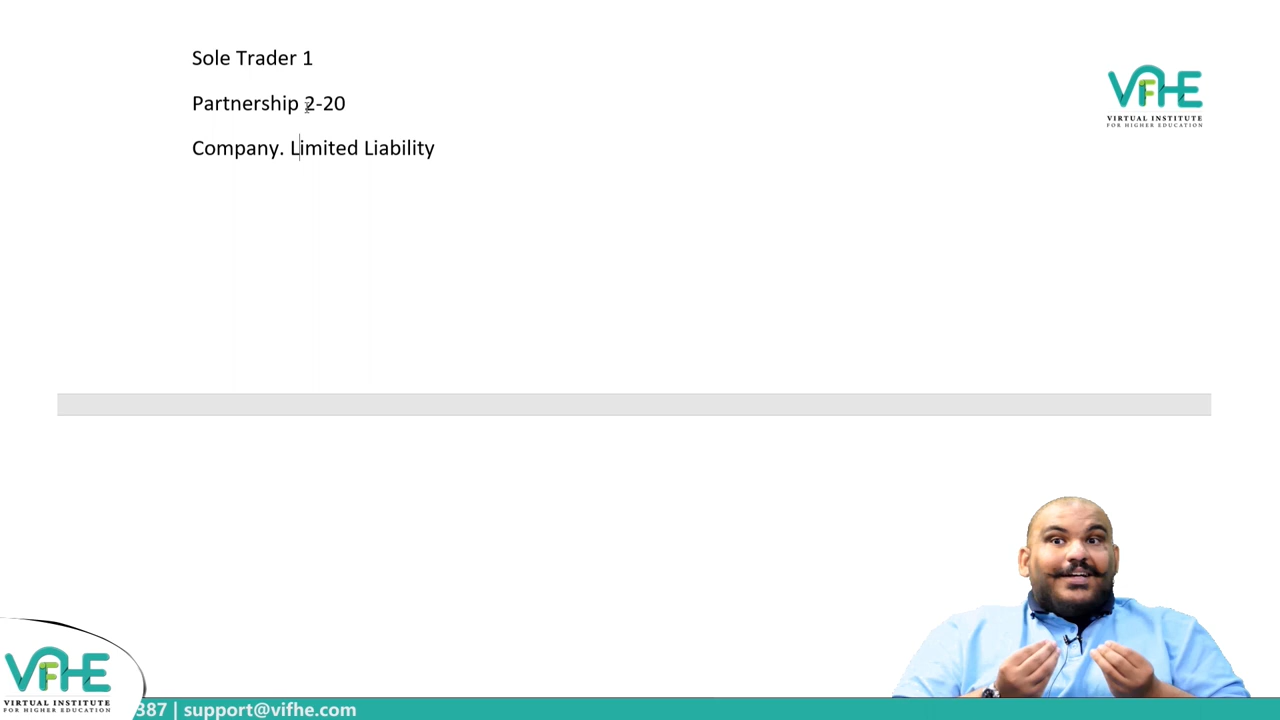 Sole Trader 1
Partnership 2-20
Company. Limited Liability
VIFHE
VIRTUAL INSTITUTE
FOR HIGHER EDUCATION
VIFHE
VIRTUAL INSTITUTE
FOR HIGHER EDUCATION
387 | support@vifhe.com